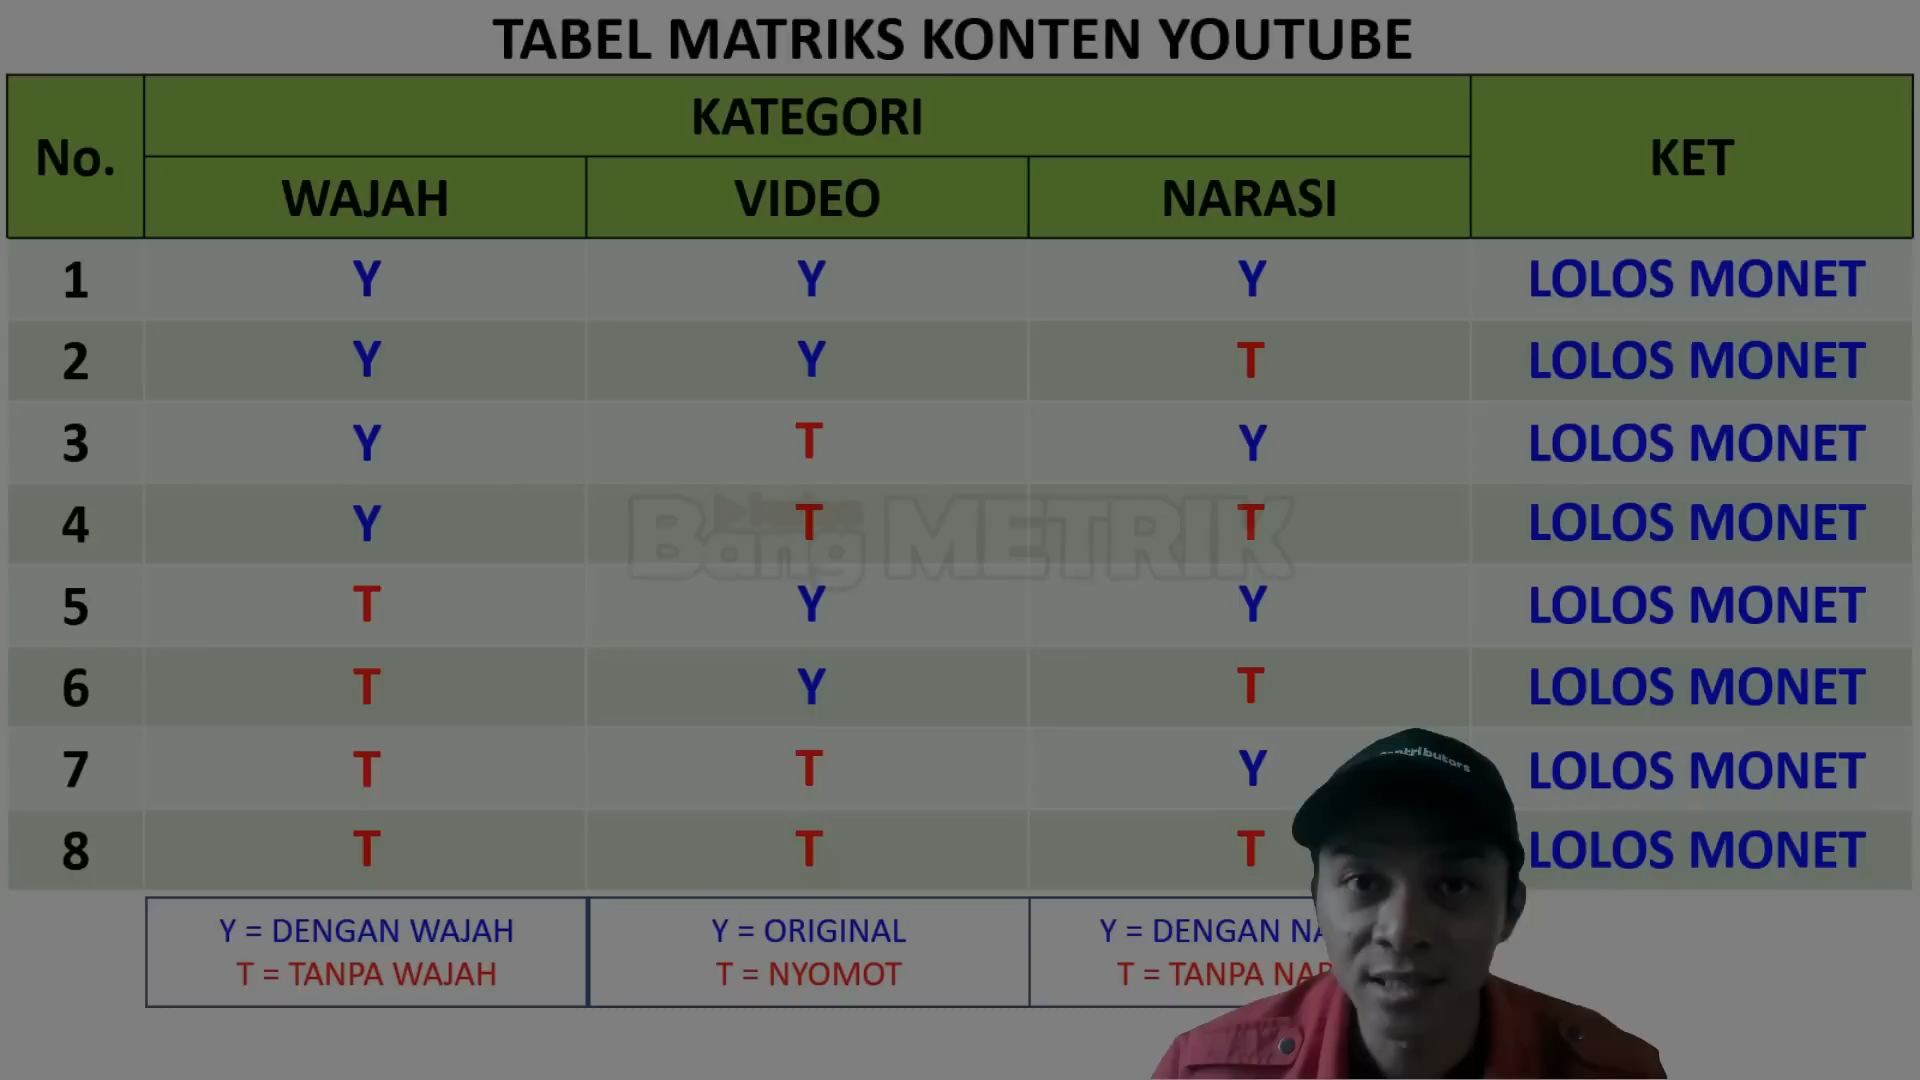 TABEL MATRIKS KONTEN YOUTUBE
No. KATEGORI KET
WAJAH VIDEO NARASI
1 Y Y Y LOLOS MONET
2 Y Y T LOLOS MONET
3 Y T Y LOLOS MONET
4 Y T T LOLOS MONET
5 T Y Y LOLOS MONET
6 T Y T LOLOS MONET
7 T T Y LOLOS MONET
8 T T T LOLOS MONET
Bang METRIK
Y = DENGAN WAJAH
T = TANPA WAJAH
Y = ORIGINAL
T = NYOMOT
Y = DENGAN
T = TANPA